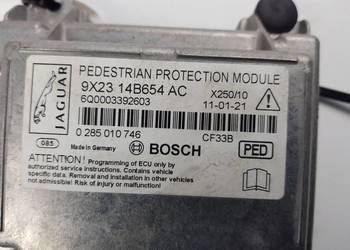 JAGUAR
PEDESTRIAN PROTECTION MODULE
9X23 14B654 AC
X250/10
6Q0003392603
11-01-21
0 285 010 746
CF33B
085
Made in Germany
BOSCH
PED
ATTENTION! Programming of ECU only by
authorized service instructions. Contains vehicle
specific data. Removal and Installation in other vehicles
not admissible! Risk of injury or malfunction!